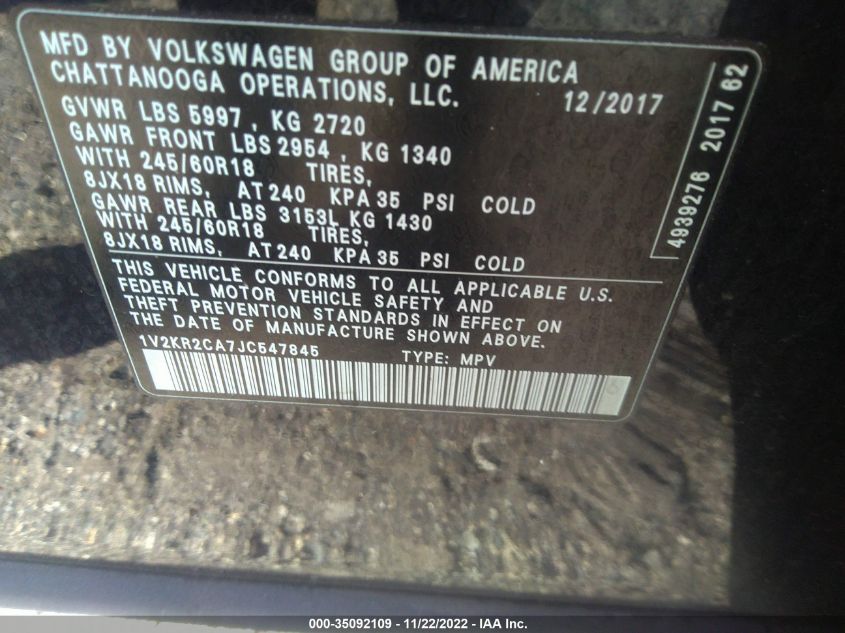 MFD BY VOLKSWAGEN GROUP OF AMERICA
CHATTANOOGA OPERATIONS, LLC. 12/2017
GVWR LBS 5997 , KG 2720
GAWR FRONT LBS 2954 , KG 1340
WITH 245/60R18 TIRES,
8JX18 RIMS, AT 240 KPA 35 PSI COLD
GAWR REAR LBS 3153L KG 1430
WITH 245/60R18 TIRES,
8JX18 RIMS, AT 240 KPA 35 PSI COLD
THIS VEHICLE CONFORMS TO ALL APPLICABLE U.S.
FEDERAL MOTOR VEHICLE SAFETY AND
THEFT PREVENTION STANDARDS IN EFFECT ON
THE DATE OF MANUFACTURE SHOWN ABOVE.
1V2KR2CA7JC547845 TYPE: MPV
4939276 2017 62
000-35092109 - 11/22/2022 - IAA Inc.